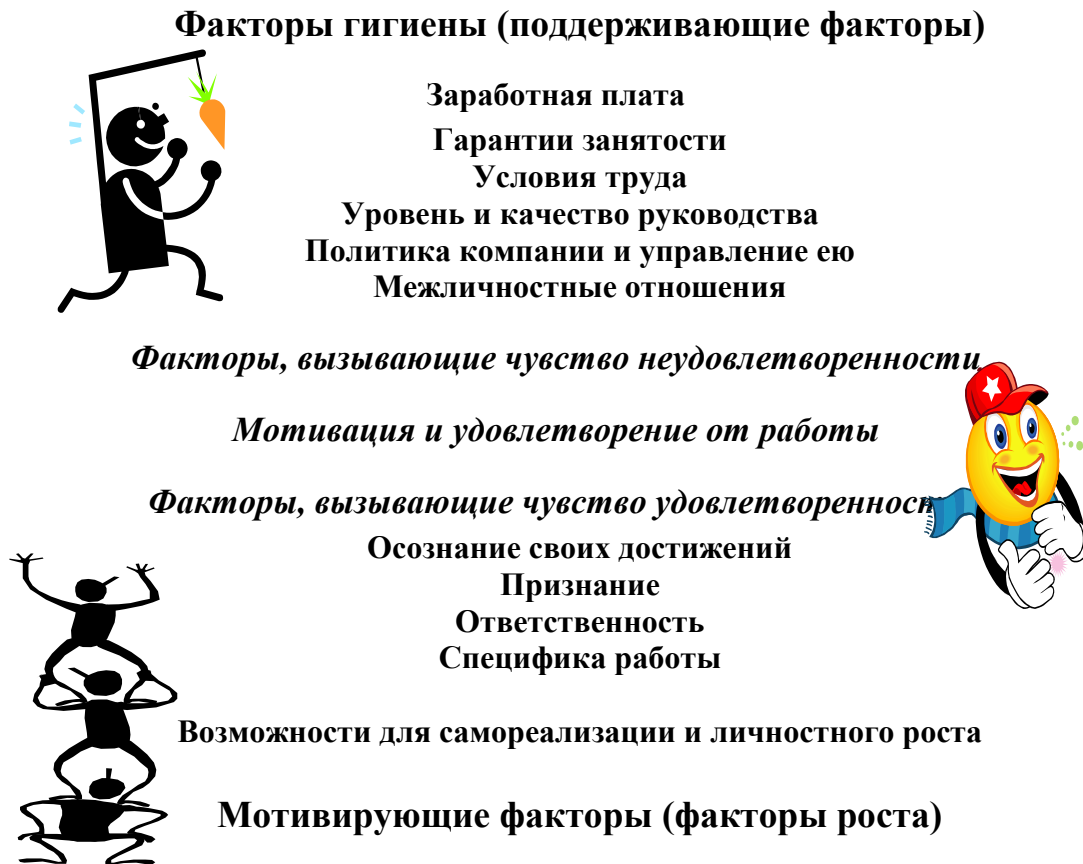 Факторы гигиены (поддерживающие факторы)
Заработная плата
Гарантии занятости
Условия труда
Уровень и качество руководства
Политика компании и управление ею
Межличностные отношения
Факторы, вызывающие чувство неудовлетворенности
Мотивация и удовлетворение от работы
Факторы, вызывающие чувство удовлетворенности
Осознание своих достижений
Признание
Ответственность
Специфика работы
Возможности для самореализации и личностного роста
Мотивирующие факторы (факторы роста)